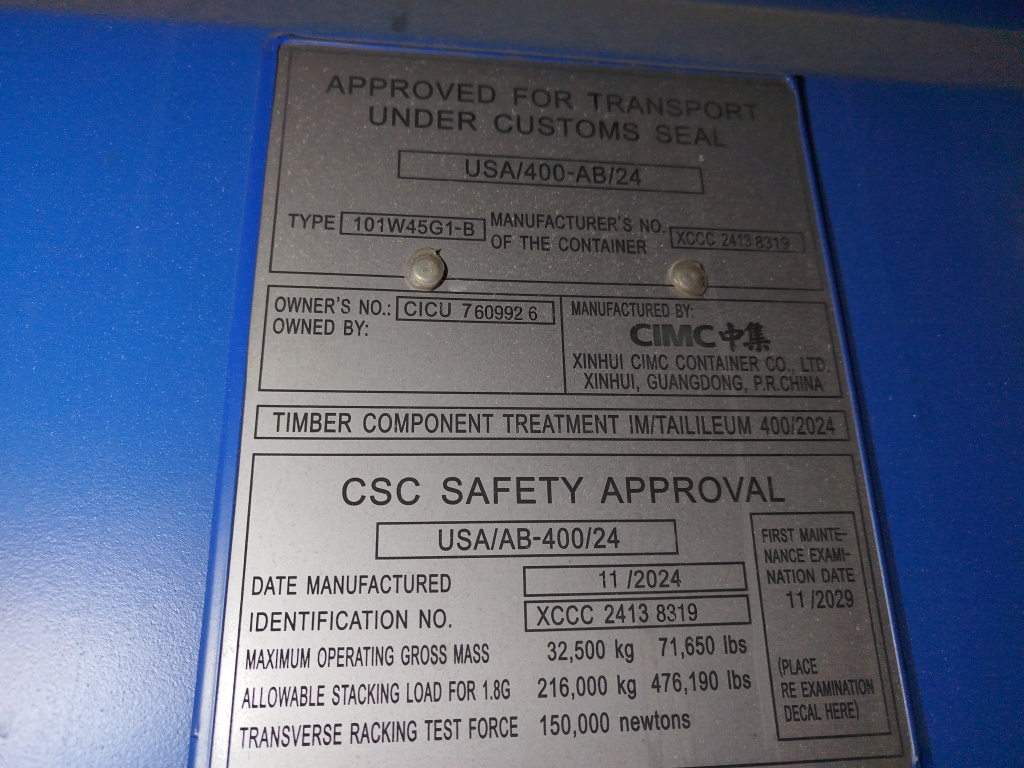 APPROVED FOR TRANSPORT
UNDER CUSTOMS SEAL
USA/400-AB/24
TYPE 101W45G1-B MANUFACTURER'S NO. OF THE CONTAINER XCCC 2413 8319
OWNER'S NO.: CICU 760992 6
OWNED BY:
MANUFACTURED BY:
CIMC中集
XINHUI CIMC CONTAINER CO., LTD.
XINHUI, GUANGDONG, P.R.CHINA
TIMBER COMPONENT TREATMENT IM/TAILILEUM 400/2024
CSC SAFETY APPROVAL
USA/AB-400/24
DATE MANUFACTURED 11 /2024
IDENTIFICATION NO. XCCC 2413 8319
MAXIMUM OPERATING GROSS MASS 32,500 kg 71,650 lbs
ALLOWABLE STACKING LOAD FOR 1.8G 216,000 kg 476,190 lbs
TRANSVERSE RACKING TEST FORCE 150,000 newtons
FIRST MAINTE-
NANCE EXAMI-
NATION DATE
11 /2029
(PLACE
RE EXAMINATION
DECAL HERE)